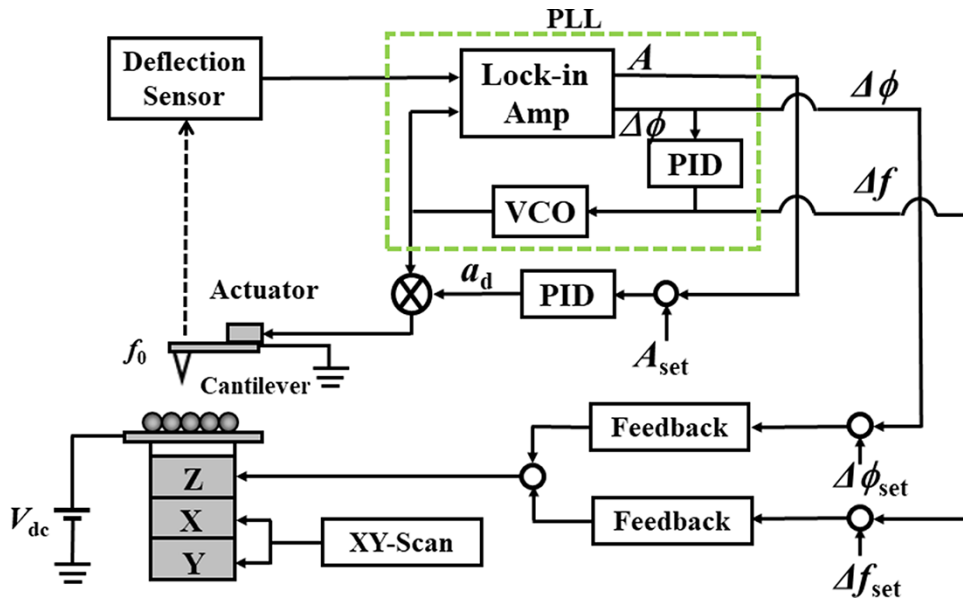 PLL
Deflection
Sensor
Lock-in
Amp
A
Δϕ
Δϕ
PID
Δf
VCO
a_d
PID
Actuator
A_set
f_0
Cantilever
Feedback
Δϕ_set
Z
V_dc
X
Feedback
XY-Scan
Y
Δf_set